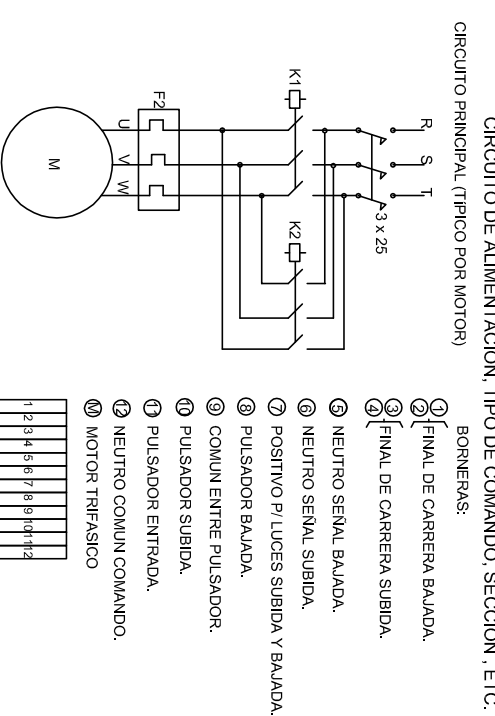 CIRCUITO DE ALIMENTACION, TIPO DE COMANDO, SECCION , ETC.
CIRCUITO PRINCIPAL (TÍPICO POR MOTOR)
R S T
3 x 25
K1
K2
F2
U V W
M
BORNERAS:
1
2 FINAL DE CARRERA BAJADA.
3
4 FINAL DE CARRERA SUBIDA.
5 NEUTRO SEÑAL BAJADA.
6 NEUTRO SEÑAL SUBIDA.
7 POSITIVO P/ LUCES SUBIDA Y BAJADA.
8 PULSADOR BAJADA.
9 COMUN ENTRE PULSADOR.
10 PULSADOR SUBIDA.
11 PULSADOR ENTRADA.
12 NEUTRO COMUN COMANDO.
M MOTOR TRIFASICO
1 2 3 4 5 6 7 8 9 10 11 12